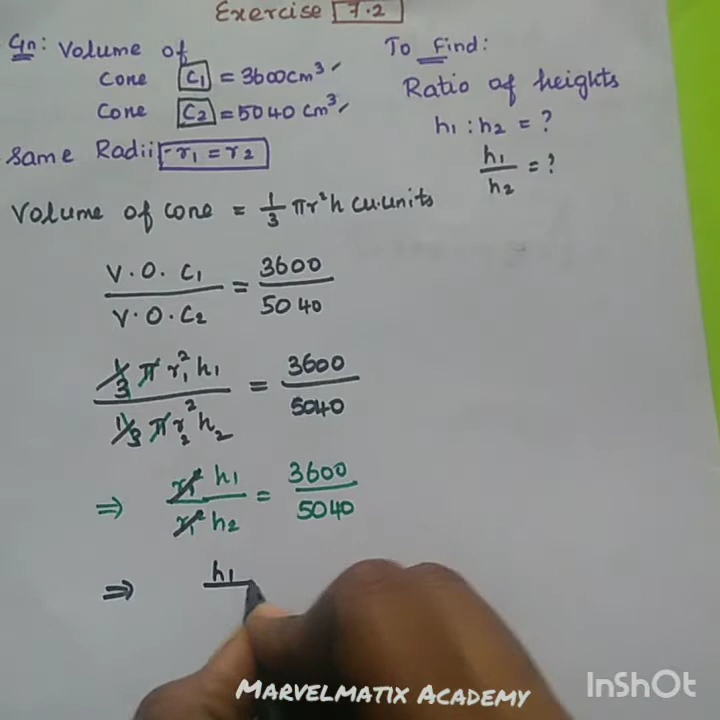 Exercise 7.2
Gn: Volume of
Cone C₁ = 3600cm³
Cone C₂ = 5040 cm³
Same Radii - r₁ = r₂
To Find:
Ratio of heights
h₁ : h₂ = ?
h₁/h₂ = ?
Volume of cone = 1/3 πr²h cu.units
V.O.C₁/V.O.C₂ = 3600/5040
1/3 π r₁² h₁ / 1/3 π r₂² h₂ = 3600/5040
⇒ r₁² h₁ / r₁² h₂ = 3600/5040
⇒ h₁
MARVELMATIX ACADEMY
InShOt